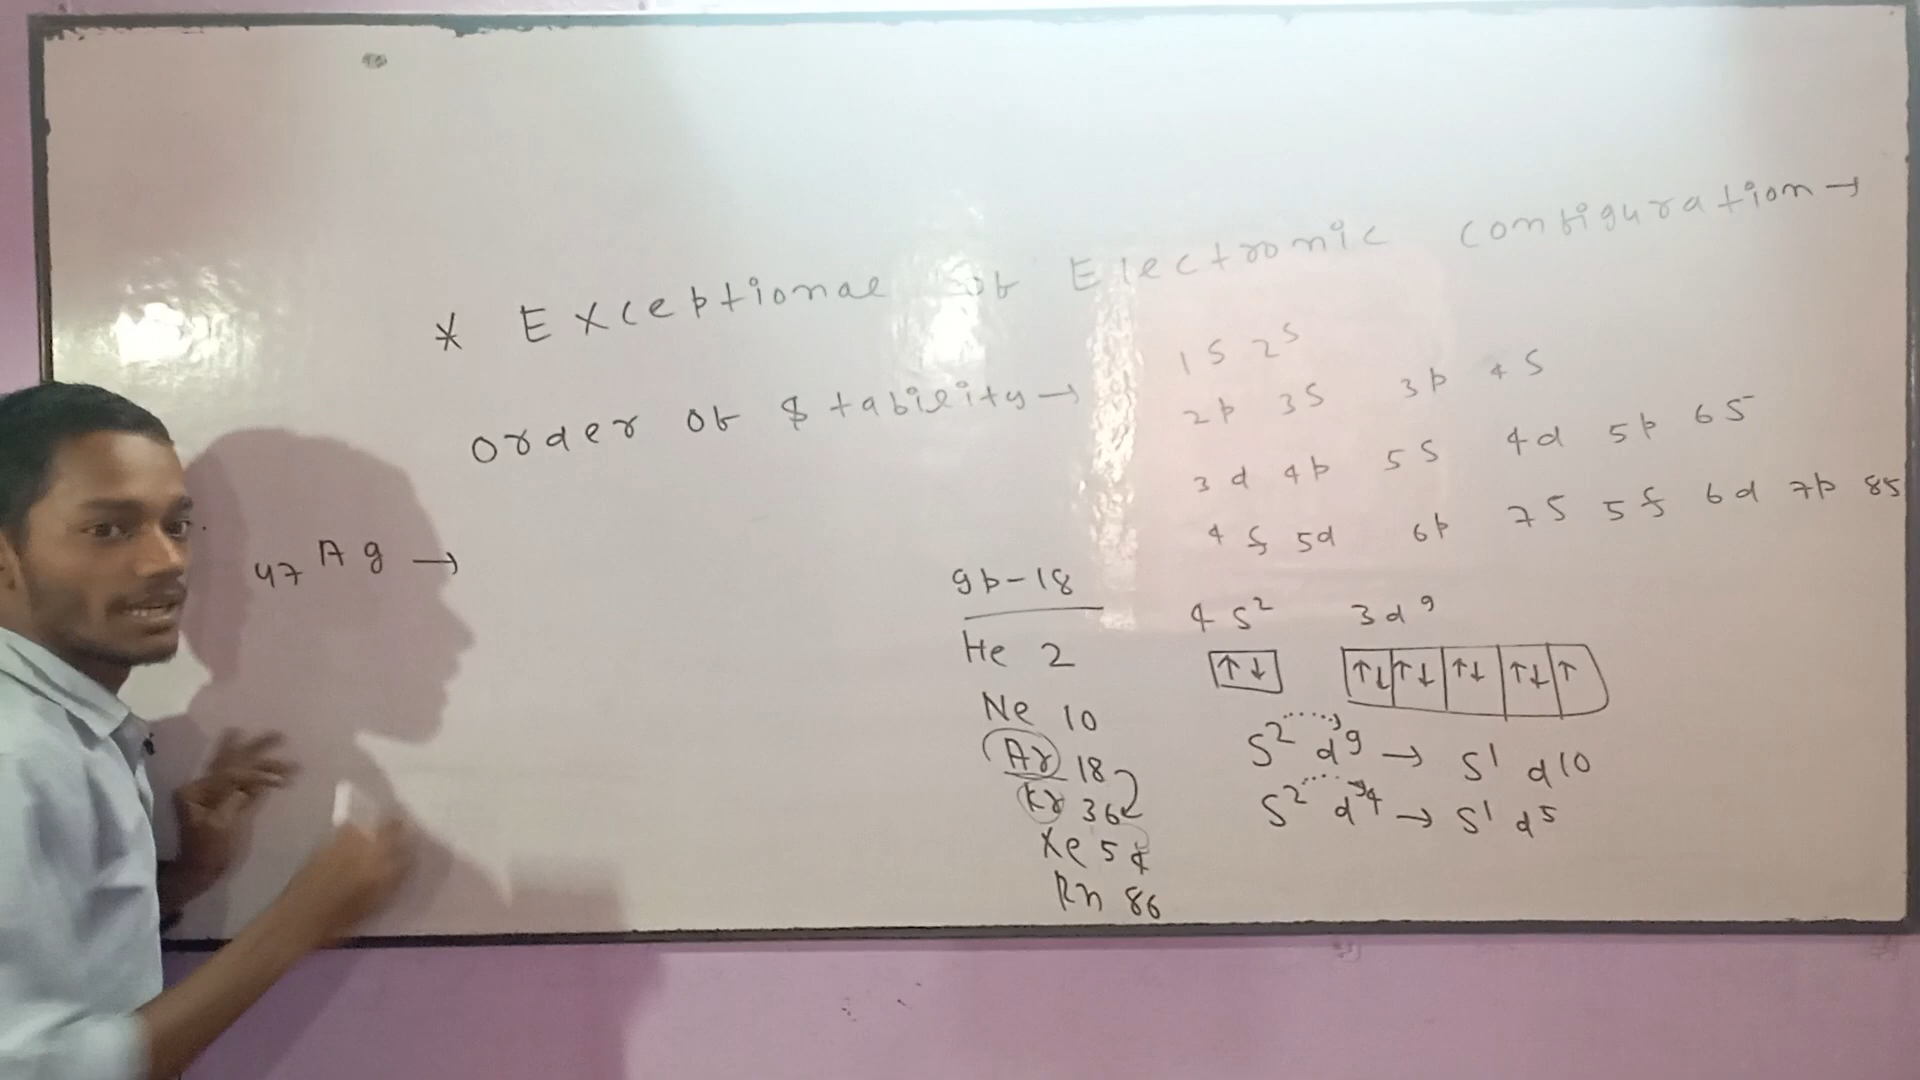 * Exceptional of Electronic configuration →
Order of Stability →
1s 2s
2p 3s 3p 4s
3d 4p 5s 4d 5p 6s
4f 5d 6p 7s 5f 6d 7p 8s
47 Ag →
gp-18
He 2
Ne 10
Ar 18
Kr 36
Xe 54
Rn 86
4s² 3d⁹
↑↓ ↑↓ ↑↓ ↑↓ ↑↓ ↑
s² d⁹ → s¹ d10
s² d⁴ → s¹ d⁵